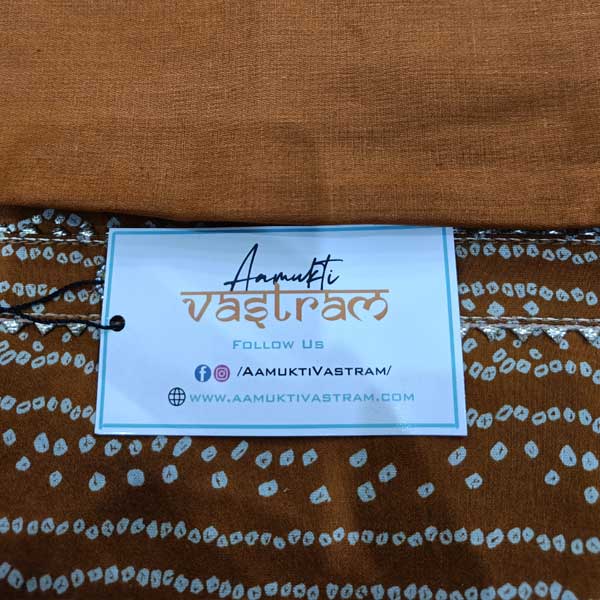 Aamukti
vastram
Follow Us
/AamuktiVastram/
www.aamuktivastram.com